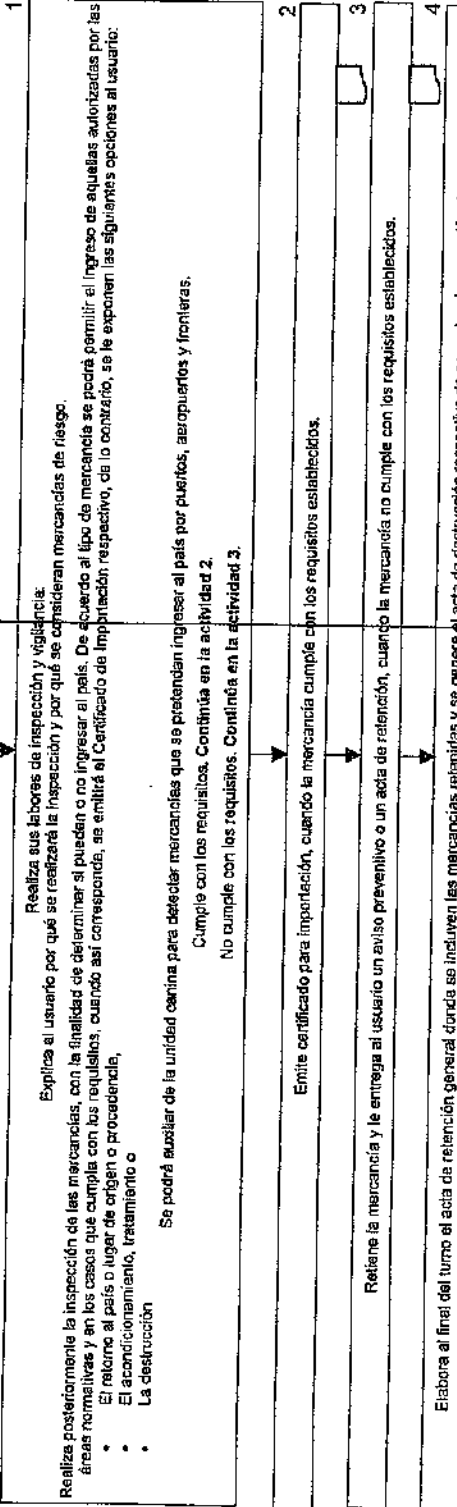 1
Realiza sus labores de inspección y vigilancia:
Explica al usuario por qué se realizará la inspección y por qué se consideran mercancías de riesgo.
Realiza posteriormente la inspección de las mercancías, con la finalidad de determinar si pueden o no ingresar al país. De acuerdo al tipo de mercancía se podrá permitir el ingreso de aquellas autorizadas por las
áreas normativas y en los casos que cumpla con los requisitos, cuando así corresponda, se emitirá el Certificado de Importación respectivo, de lo contrario, se le exponen las siguientes opciones al usuario:
• El retorno al país o lugar de origen o procedencia,
• El acondicionamiento, tratamiento o
• La destrucción
Se podrá auxiliar de la unidad canina para detectar mercancías que se pretendan ingresar al país por puertos, aeropuertos y fronteras.
Cumple con los requisitos. Continúa en la actividad 2.
No cumple con los requisitos. Continúa en la actividad 3.
2
Emite certificado para importación, cuando la mercancía cumple con los requisitos establecidos.
3
Retiene la mercancía y le entrega al usuario un aviso preventivo o un acta de retención, cuando la mercancía no cumple con los requisitos establecidos.
4
Elabora al final del turno el acta de retención general donde se incluyen las mercancías retenidas y se genere el acta de destrucción